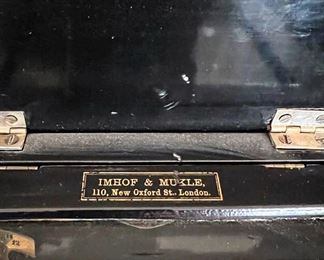 IMHOF & MUKLE,
110, New Oxford St., London.